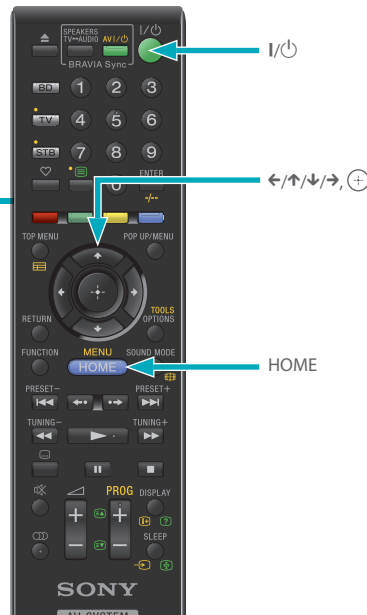 SPEAKERS
TV↔AUDIO AV I/⏻ I/⏻
BRAVIA Sync
I/⏻
BD 1 2 3
TV 4 5 6
STB 7 8 9
0 ENTER
-/--
←/↑/↓/→, ⊕
TOP MENU POP UP/MENU
TOOLS
RETURN OPTIONS
FUNCTION MENU SOUND MODE
HOME
HOME
PRESET− PRESET+
TUNING− TUNING+
PROG DISPLAY
+ +
i+ ?
− − SLEEP
SONY
AV SYSTEM